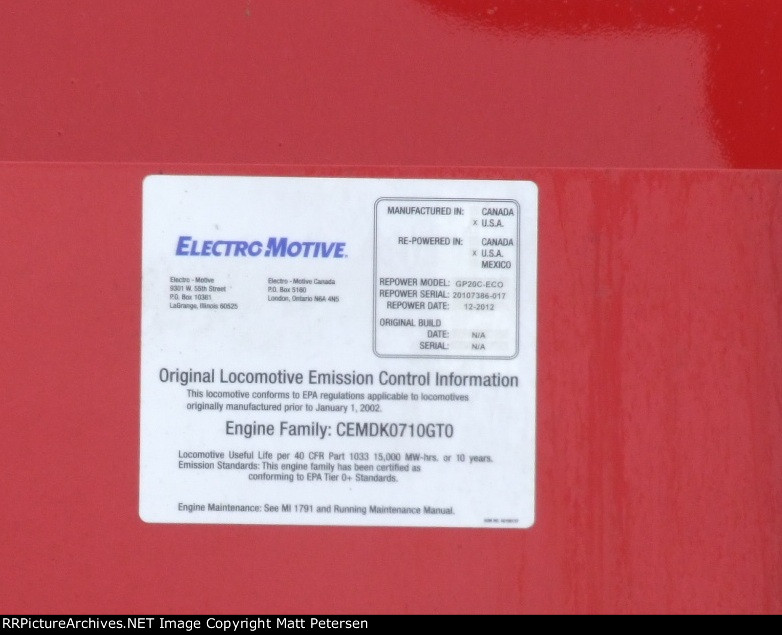 ELECTRO-MOTIVE
Electro - Motive
9301 W. 55th Street
P.O. Box 10381
LaGrange, Illinois 60525
Electro - Motive Canada
P.O. Box 5160
London, Ontario N6A 4N5
MANUFACTURED IN: CANADA
x U.S.A.
RE-POWERED IN: CANADA
x U.S.A.
MEXICO
REPOWER MODEL: GP20C-ECO
REPOWER SERIAL: 20107366-017
REPOWER DATE: 12-2012
ORIGINAL BUILD
DATE: N/A
SERIAL: N/A
Original Locomotive Emission Control Information
This locomotive conforms to EPA regulations applicable to locomotives
originally manufactured prior to January 1, 2002.
Engine Family: CEMDK0710GT0
Locomotive Useful Life per 40 CFR Part 1033 15,000 MW-hrs. or 10 years.
Emission Standards: This engine family has been certified as
conforming to EPA Tier 0+ Standards.
Engine Maintenance: See MI 1791 and Running Maintenance Manual.
RRPictureArchives.NET Image Copyright Matt Petersen